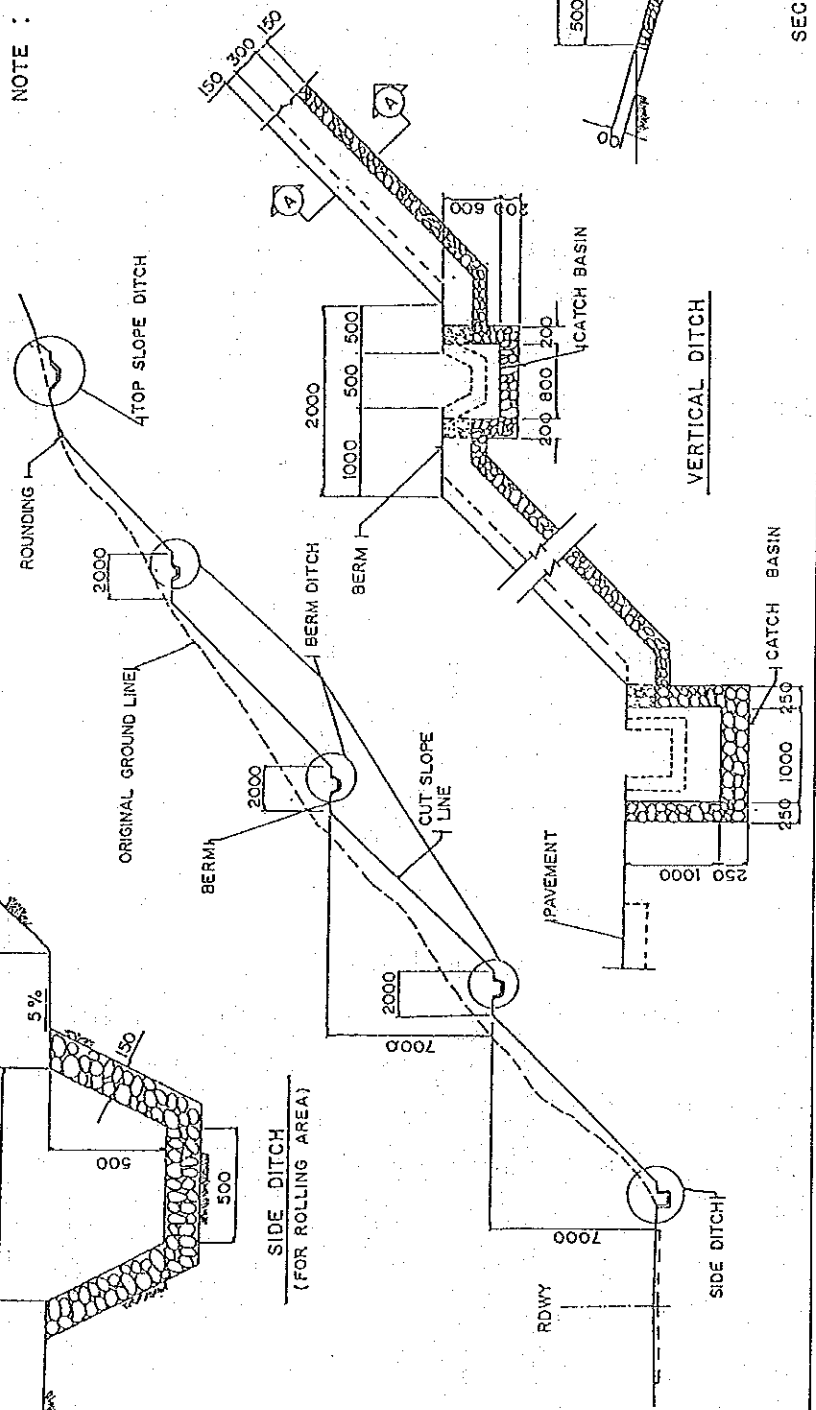 NOTE :
5 %
150
500
500
SIDE DITCH
(FOR ROLLING AREA)
ROUNDING
TOP SLOPE DITCH
2000
ORIGINAL GROUND LINE
2000
BERM
BERM DITCH
CUT SLOPE
LINE
2000
7000
7000
RDWY
SIDE DITCH
150 300 150
A
A
2000
1000 500 500
BERM
600
200
200 800 200
CATCH BASIN
VERTICAL DITCH
PAVEMENT
250 1000
250 1000 250
CATCH BASIN
500
SEC